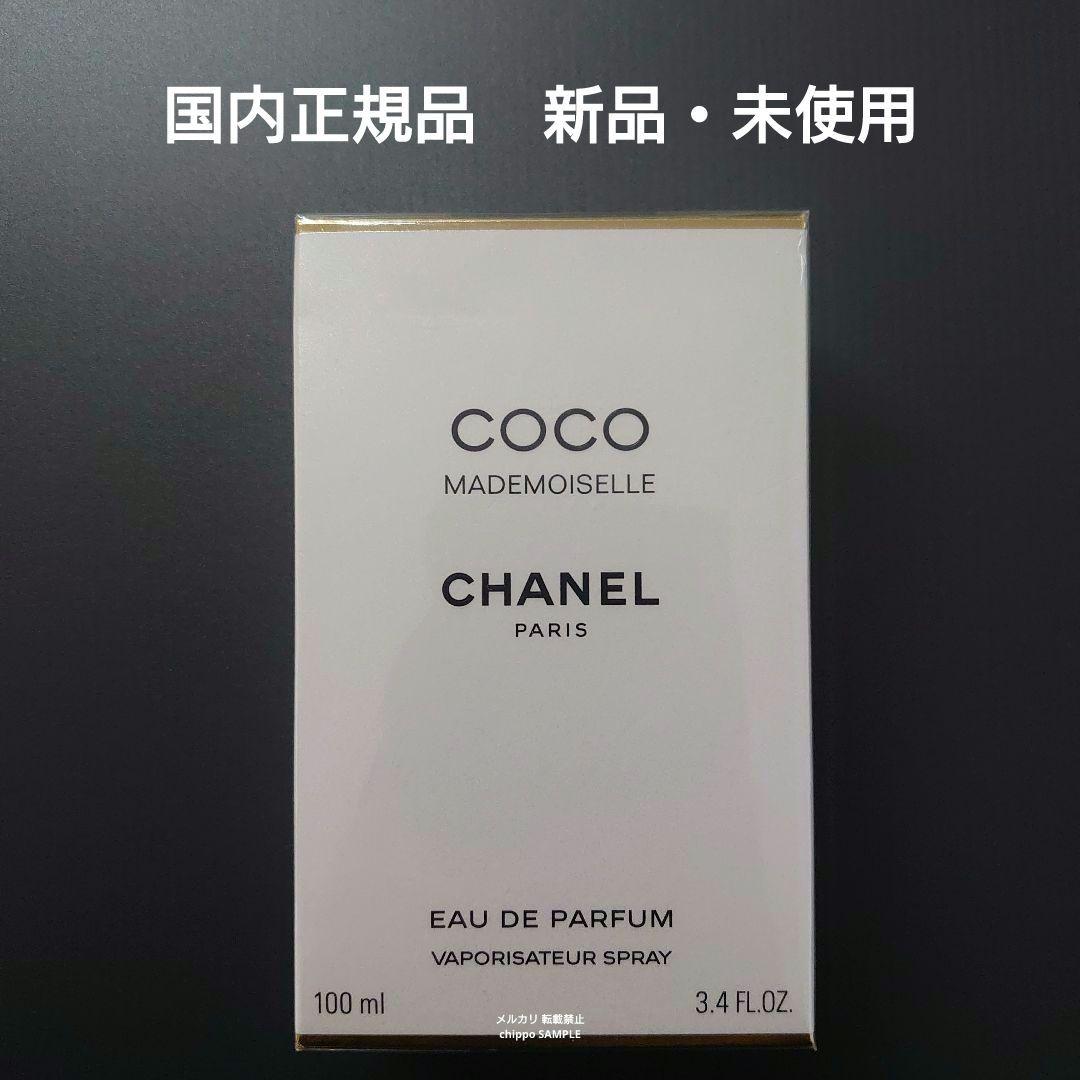 国内正規品　新品・未使用
COCO
MADEMOISELLE
CHANEL
PARIS
EAU DE PARFUM
VAPORISATEUR SPRAY
100 ml 3.4 FL.OZ.
メルカリ 転載禁止
chippo SAMPLE